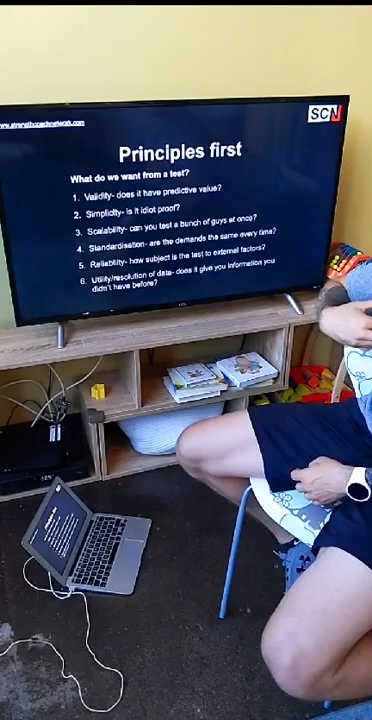 www.strengthcoachnetwork.com
SCN
Principles first
What do we want from a test?
1. Validity- does it have predictive value?
2. Simplicity- is it idiot proof?
3. Scalability- can you test a bunch of guys at once?
4. Standardisation- are the demands the same every time?
5. Reliability- how subject is the test to external factors?
6. Utility/resolution of data- does it give you information you
didn't have before?
TCL